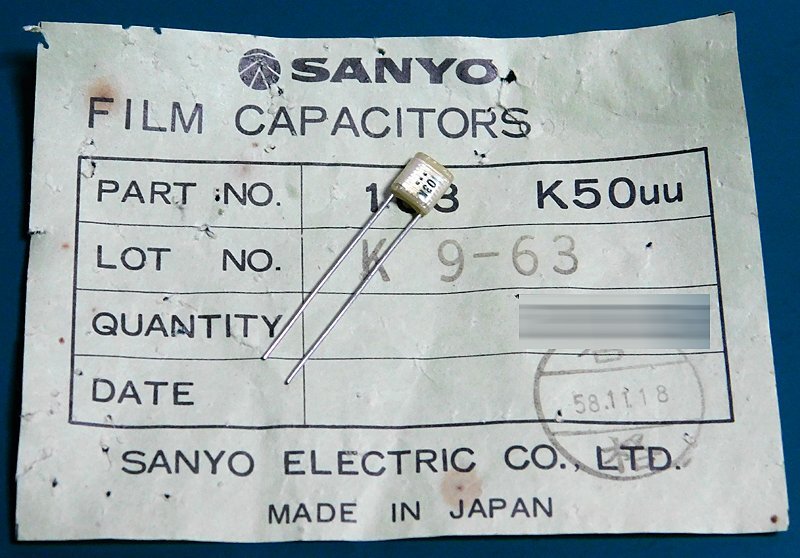 SANYO
FILM CAPACITORS
PART NO. K50uu
LOT NO. K 9-63
QUANTITY
DATE 58.11.18
SANYO ELECTRIC CO., LTD.
MADE IN JAPAN
103K